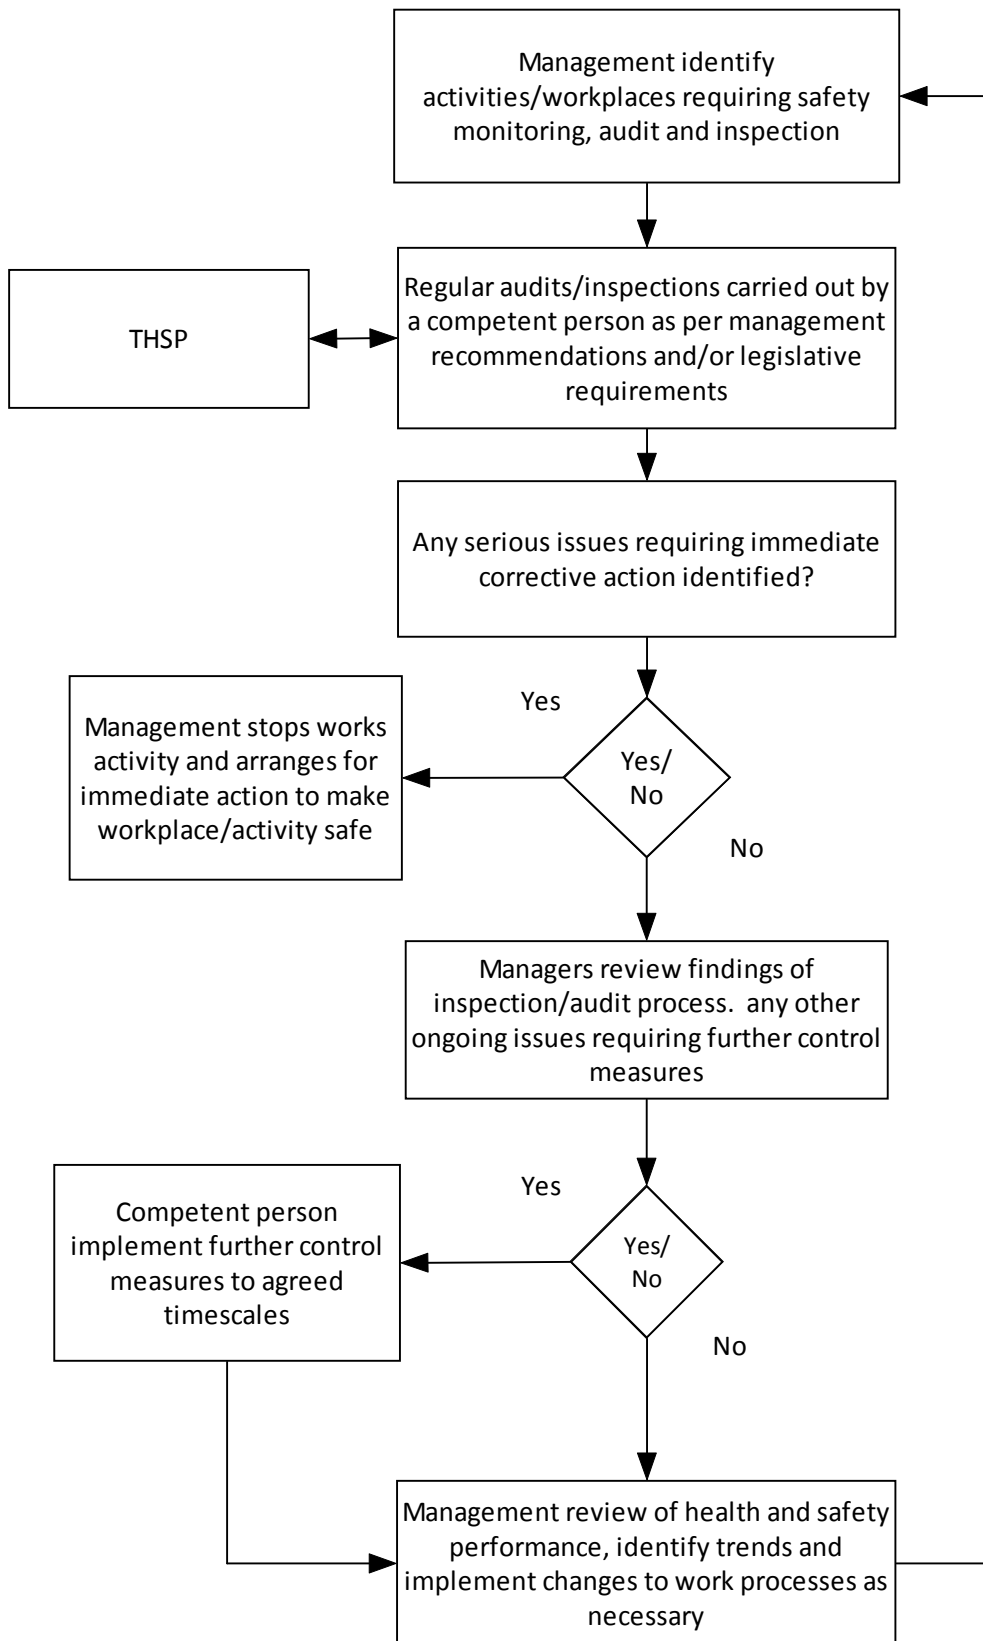 Management identify
activities/workplaces requiring safety
monitoring, audit and inspection
THSP
Regular audits/inspections carried out by
a competent person as per management
recommendations and/or legislative
requirements
Any serious issues requiring immediate
corrective action identified?
Yes
Management stops works
activity and arranges for
immediate action to make
workplace/activity safe
Yes/
No
No
Managers review findings of
inspection/audit process.  any other
ongoing issues requiring further control
measures
Yes
Competent person
implement further control
measures to agreed
timescales
Yes/
No
No
Management review of health and safety
performance, identify trends and
implement changes to work processes as
necessary